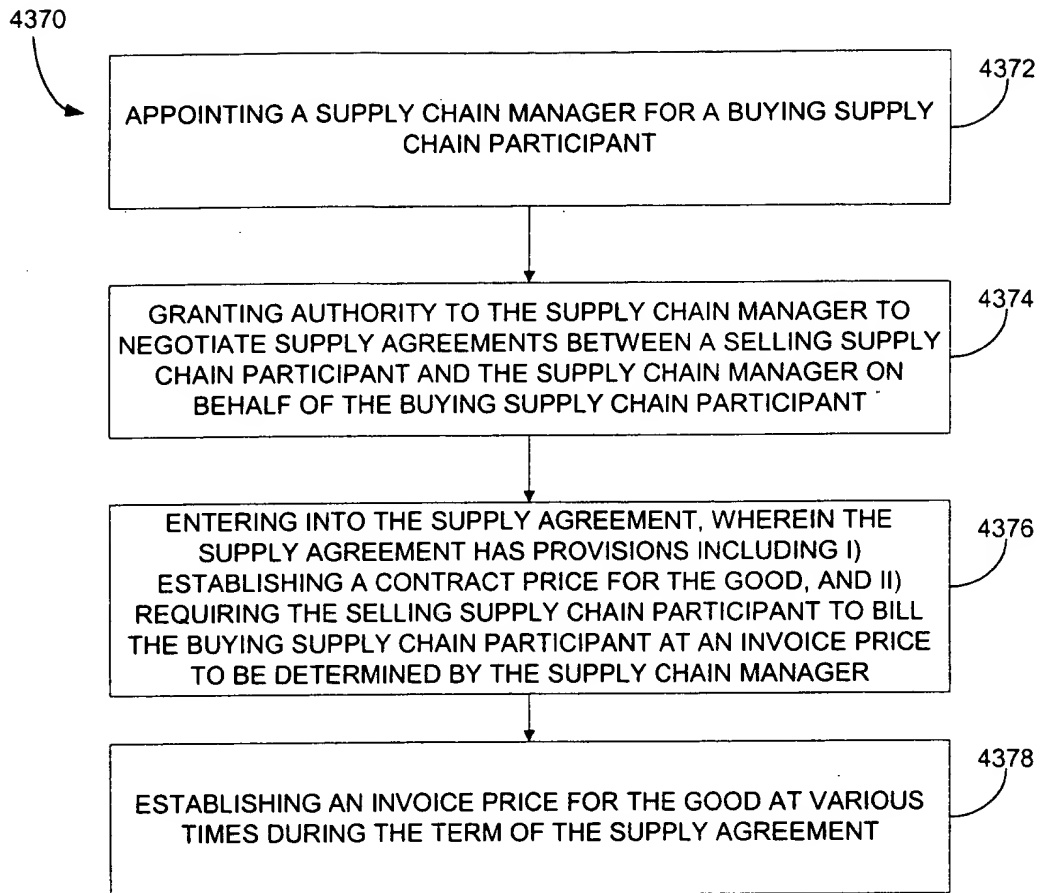 4370
4372
APPOINTING A SUPPLY CHAIN MANAGER FOR A BUYING SUPPLY
CHAIN PARTICIPANT
4374
GRANTING AUTHORITY TO THE SUPPLY CHAIN MANAGER TO
NEGOTIATE SUPPLY AGREEMENTS BETWEEN A SELLING SUPPLY
CHAIN PARTICIPANT AND THE SUPPLY CHAIN MANAGER ON
BEHALF OF THE BUYING SUPPLY CHAIN PARTICIPANT
4376
ENTERING INTO THE SUPPLY AGREEMENT, WHEREIN THE
SUPPLY AGREEMENT HAS PROVISIONS INCLUDING I)
ESTABLISHING A CONTRACT PRICE FOR THE GOOD, AND II)
REQUIRING THE SELLING SUPPLY CHAIN PARTICIPANT TO BILL
THE BUYING SUPPLY CHAIN PARTICIPANT AT AN INVOICE PRICE
TO BE DETERMINED BY THE SUPPLY CHAIN MANAGER
4378
ESTABLISHING AN INVOICE PRICE FOR THE GOOD AT VARIOUS
TIMES DURING THE TERM OF THE SUPPLY AGREEMENT